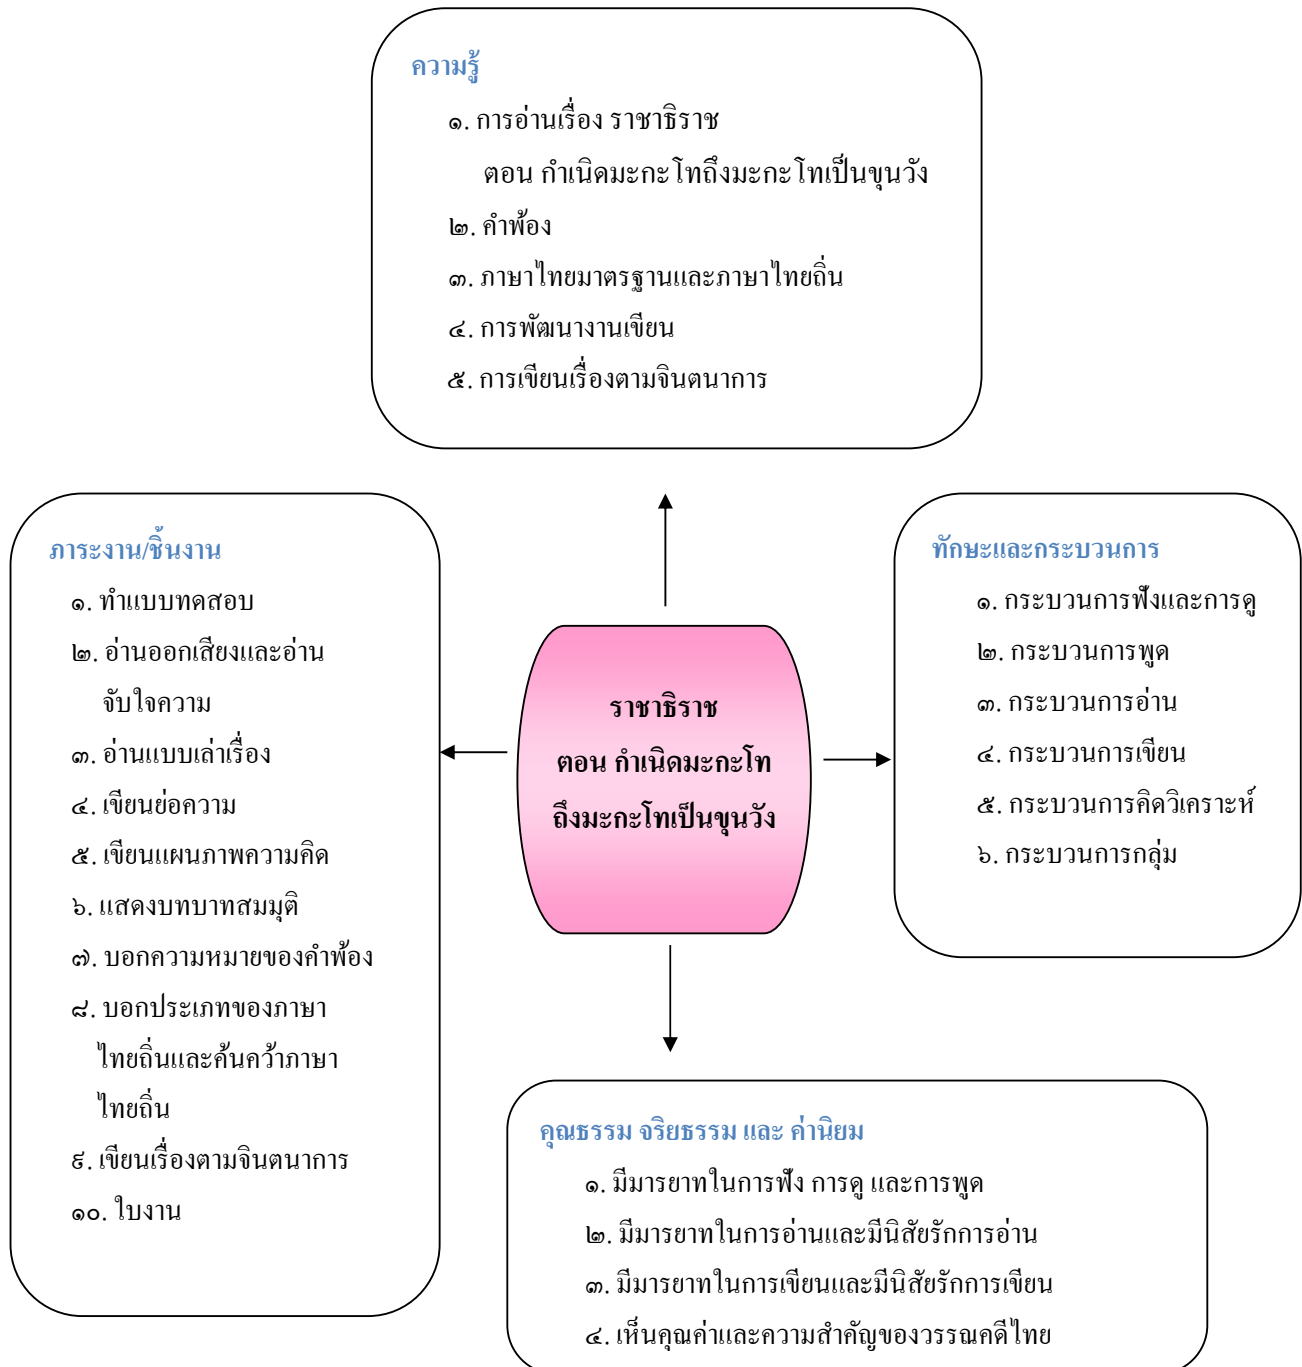 ความรู้
๑. การอ่านเรื่อง ราชาธิราช
ตอน กำเนิดมะกะโทถึงมะกะโทเป็นขุนวัง
๒. คำพ้อง
๓. ภาษาไทยมาตรฐานและภาษาไทยถิ่น
๔. การพัฒนางานเขียน
๕. การเขียนเรื่องตามจินตนาการ
ภาระงาน/ชิ้นงาน
๑. ทำแบบทดสอบ
๒. อ่านออกเสียงและอ่าน
จับใจความ
๓. อ่านแบบเล่าเรื่อง
๔. เขียนย่อความ
๕. เขียนแผนภาพความคิด
๖. แสดงบทบาทสมมุติ
๗. บอกความหมายของคำพ้อง
๘. บอกประเภทของภาษา
ไทยถิ่นและค้นคว้าภาษา
ไทยถิ่น
๙. เขียนเรื่องตามจินตนาการ
๑๐. ใบงาน
ราชาธิราช
ตอน กำเนิดมะกะโท
ถึงมะกะโทเป็นขุนวัง
ทักษะและกระบวนการ
๑. กระบวนการฟังและการดู
๒. กระบวนการพูด
๓. กระบวนการอ่าน
๔. กระบวนการเขียน
๕. กระบวนการคิดวิเคราะห์
๖. กระบวนการกลุ่ม
คุณธรรม จริยธรรม และ ค่านิยม
๑. มีมารยาทในการฟัง การดู และการพูด
๒. มีมารยาทในการอ่านและมีนิสัยรักการอ่าน
๓. มีมารยาทในการเขียนและมีนิสัยรักการเขียน
๔. เห็นคุณค่าและความสำคัญของวรรณคดีไทย